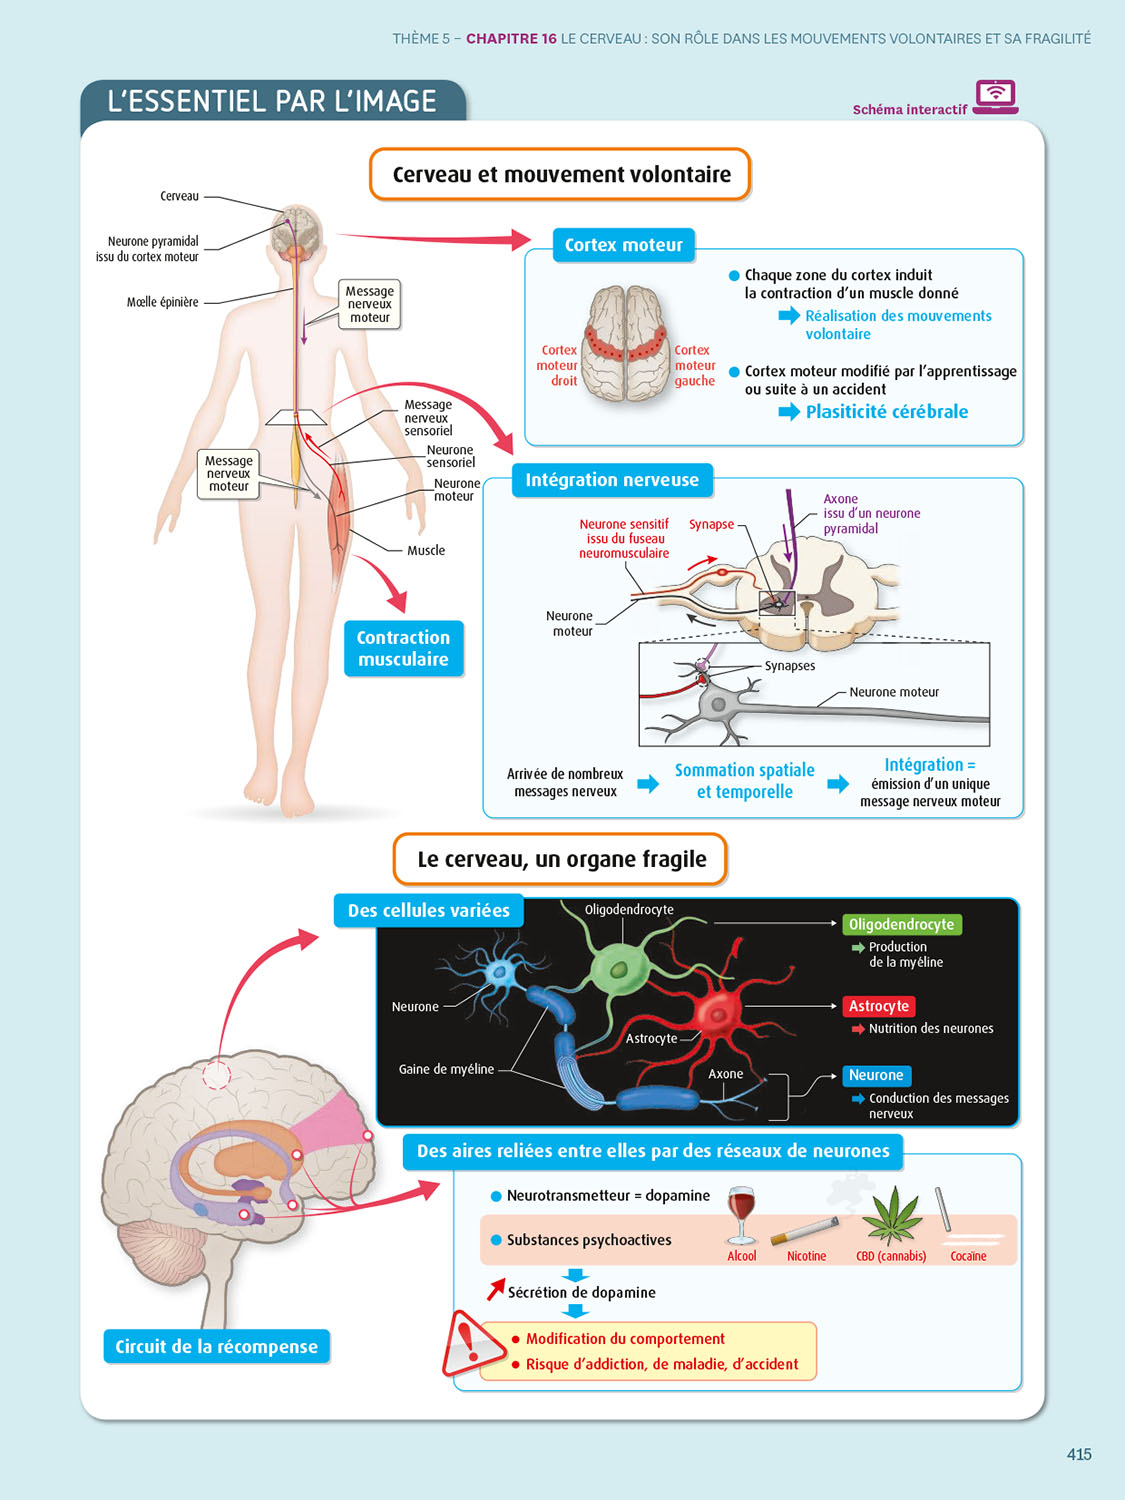 THÈME 5 – CHAPITRE 16 LE CERVEAU : SON RÔLE DANS LES MOUVEMENTS VOLONTAIRES ET SA FRAGILITÉ
L'ESSENTIEL PAR L'IMAGE
Schéma interactif
Cerveau et mouvement volontaire
Cerveau
Neurone pyramidal
issu du cortex moteur
Mœlle épinière
Message
nerveux
moteur
Message
nerveux
sensoriel
Neurone
sensoriel
Message
nerveux
moteur
Neurone
moteur
Muscle
Contraction
musculaire
Cortex moteur
Cortex
moteur
droit
Cortex
moteur
gauche
Chaque zone du cortex induit
la contraction d'un muscle donné
Réalisation des mouvements
volontaire
Cortex moteur modifié par l'apprentissage
ou suite à un accident
Plasiticité cérébrale
Intégration nerveuse
Neurone sensitif
issu du fuseau
neuromusculaire
Synapse
Axone
issu d'un neurone
pyramidal
Neurone
moteur
Synapses
Neurone moteur
Arrivée de nombreux
messages nerveux
Sommation spatiale
et temporelle
Intégration =
émission d'un unique
message nerveux moteur
Le cerveau, un organe fragile
Des cellules variées
Oligodendrocyte
Neurone
Gaine de myéline
Astrocyte
Axone
Oligodendrocyte
Production
de la myéline
Astrocyte
Nutrition des neurones
Neurone
Conduction des messages
nerveux
Des aires reliées entre elles par des réseaux de neurones
Neurotransmetteur = dopamine
Substances psychoactives
Alcool
Nicotine
CBD (cannabis)
Cocaïne
Sécrétion de dopamine
Modification du comportement
Risque d'addiction, de maladie, d'accident
Circuit de la récompense
415